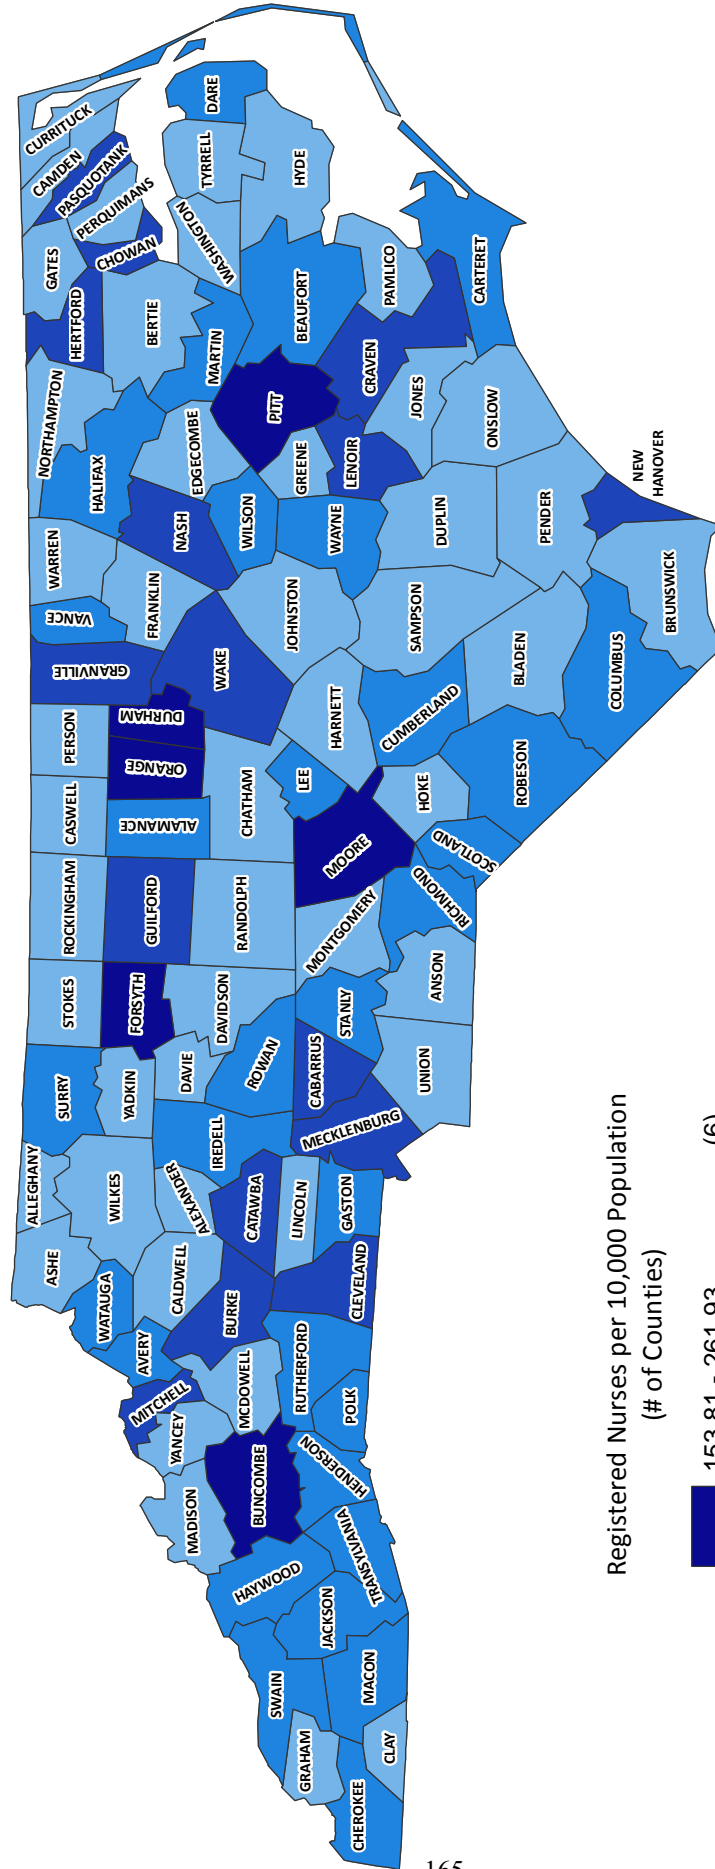 CURRITUCK
CAMDEN
PASQUOTANK
PERQUIMANS
GATES
CHOWAN
HERTFORD
BERTIE
NORTHAMPTON
HALIFAX
MARTIN
WASHINGTON
TYRRELL
DARE
HYDE
BEAUFORT
PAMLICO
CARTERET
CRAVEN
PITT
EDGECOMBE
GREENE
LENOIR
JONES
ONSLOW
WARREN
NASH
WILSON
WAYNE
DUPLIN
PENDER
NEW
HANOVER
VANCE
FRANKLIN
JOHNSTON
SAMPSON
BRUNSWICK
GRANVILLE
WAKE
HARNETT
CUMBERLAND
BLADEN
COLUMBUS
PERSON
DURHAM
ORANGE
CASWELL
ALAMANCE
CHATHAM
LEE
HOKE
ROBESON
SCOTLAND
MOORE
RICHMOND
ROCKINGHAM
GUILFORD
RANDOLPH
MONTGOMERY
STOKES
FORSYTH
DAVIDSON
STANLY
ANSON
SURRY
YADKIN
DAVIE
ROWAN
CABARRUS
UNION
MECKLENBURG
IREDELL
ALLEGHANY
WILKES
ALEXANDER
CATAWBA
LINCOLN
GASTON
ASHE
WATAUGA
CALDWELL
BURKE
CLEVELAND
AVERY
MITCHELL
YANCEY
MCDOWELL
RUTHERFORD
POLK
MADISON
BUNCOMBE
HENDERSON
HAYWOOD
TRANSYLVANIA
JACKSON
SWAIN
MACON
GRAHAM
CLAY
CHEROKEE
Registered Nurses per 10,000 Population
(# of Counties)
153.81 - 261.93 (6)
165